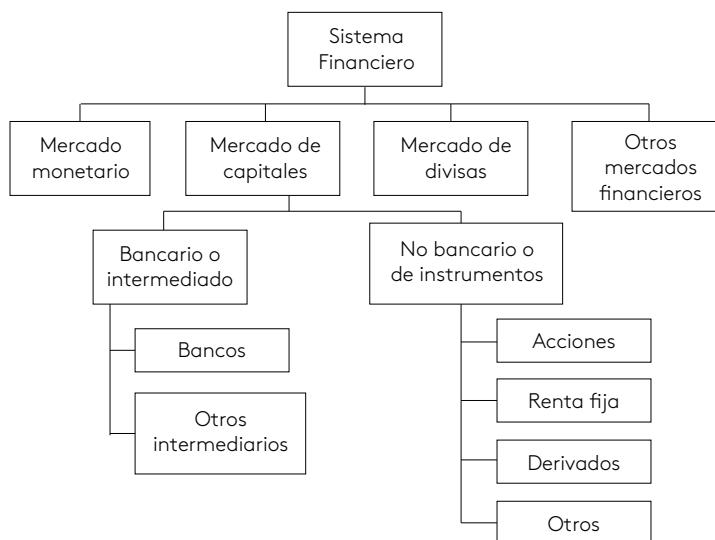 Sistema
Financiero
Mercado
monetario
Mercado de
capitales
Mercado de
divisas
Otros
mercados
financieros
Bancario o
intermediado
No bancario o
de instrumentos
Bancos
Otros
intermediarios
Acciones
Renta fija
Derivados
Otros